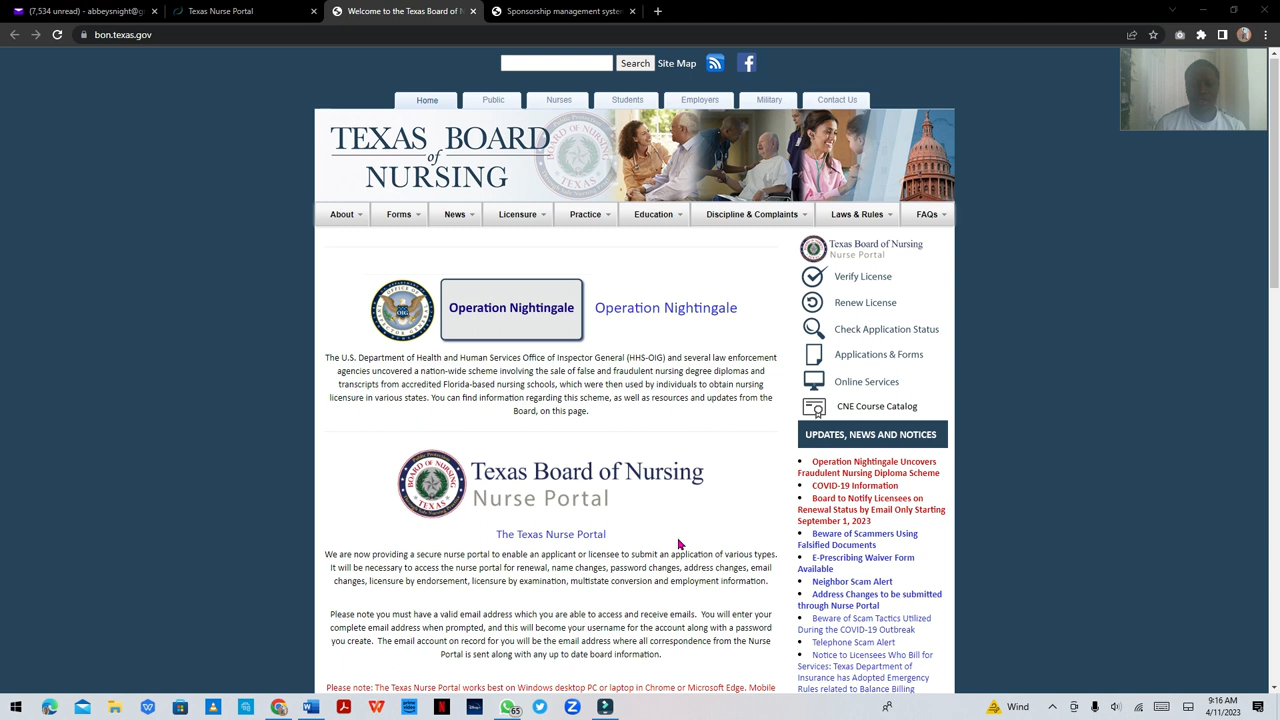 (7,534 unread) - abbeysight@g
Texas Nurse Portal
Welcome to the Texas Board of N
Sponsorship management system
bon.texas.gov
Search Site Map
Home Public Nurses Students Employers Military Contact Us
TEXAS BOARD
of
NURSING
About Forms News Licensure Practice Education Discipline & Complaints Laws & Rules FAQs
Operation Nightingale Operation Nightingale
The U.S. Department of Health and Human Services Office of Inspector General (HHS-OIG) and several law enforcement
agencies uncovered a nation-wide scheme involving the sale of false and fraudulent nursing degree diplomas and
transcripts from accredited Florida-based nursing schools, which were then used by individuals to obtain nursing
licensure in various states. You can find information regarding this scheme, as well as resources and updates from the
Board, on this page.
Texas Board of Nursing
Nurse Portal
The Texas Nurse Portal
We are now providing a secure nurse portal to enable an applicant or licensee to submit an application of various types.
It will be necessary to access the nurse portal for renewal, name changes, password changes, address changes, email
changes, licensure by endorsement, licensure by examination, multistate conversion and employment information.
Please note you must have a valid email address which you are able to access and receive emails. You will enter your
complete email address when prompted, and this will become your username for the account along with a password
you create. The email account on record for you will be the email address where all correspondence from the Nurse
Portal is sent along with any up to date board information.
Please note: The Texas Nurse Portal works best on Windows desktop PC or laptop in Chrome or Microsoft Edge. Mobile
Texas Board of Nursing
Nurse Portal
Verify License
Renew License
Check Application Status
Applications & Forms
Online Services
CNE Course Catalog
UPDATES, NEWS AND NOTICES
Operation Nightingale Uncovers
Fraudulent Nursing Diploma Scheme
COVID-19 Information
Board to Notify Licensees on
Renewal Status by Email Only Starting
September 1, 2023
Beware of Scammers Using
Falsified Documents
E-Prescribing Waiver Form
Available
Neighbor Scam Alert
Address Changes to be submitted
through Nurse Portal
Beware of Scam Tactics Utilized
During the COVID-19 Outbreak
Telephone Scam Alert
Notice to Licensees Who Bill for
Services: Texas Department of
Insurance has Adopted Emergency
Rules related to Balance Billing
65
Wind
9:16 AM
4/11/2023